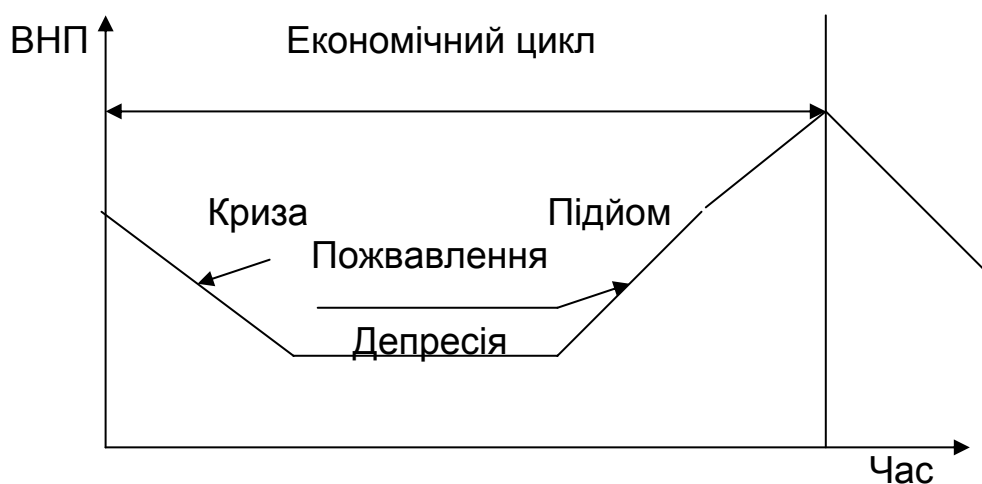 ВНП
Економічний цикл
Криза
Підйом
Пожвавлення
Депресія
Час